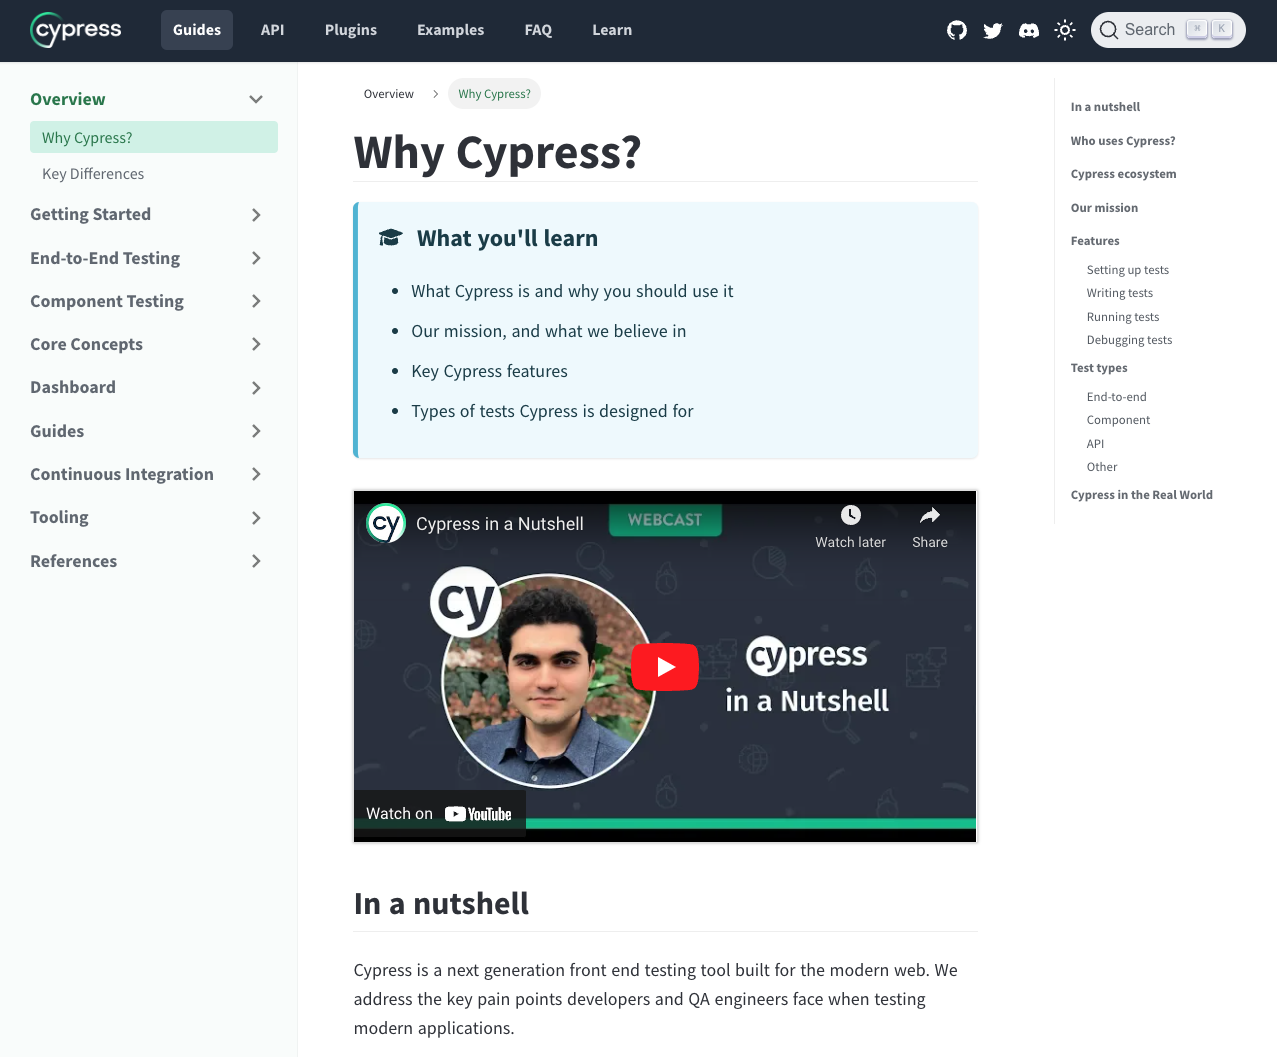 cypress
Guides
API
Plugins
Examples
FAQ
Learn
Search
⌘ K
Overview
Why Cypress?
Key Differences
Getting Started
End-to-End Testing
Component Testing
Core Concepts
Dashboard
Guides
Continuous Integration
Tooling
References
Overview
Why Cypress?
Why Cypress?
What you'll learn
What Cypress is and why you should use it
Our mission, and what we believe in
Key Cypress features
Types of tests Cypress is designed for
cy
Cypress in a Nutshell
WEBCAST
Watch later
Share
cy
cypress
in a Nutshell
Watch on YouTube
In a nutshell
Cypress is a next generation front end testing tool built for the modern web. We
address the key pain points developers and QA engineers face when testing
modern applications.
In a nutshell
Who uses Cypress?
Cypress ecosystem
Our mission
Features
Setting up tests
Writing tests
Running tests
Debugging tests
Test types
End-to-end
Component
API
Other
Cypress in the Real World